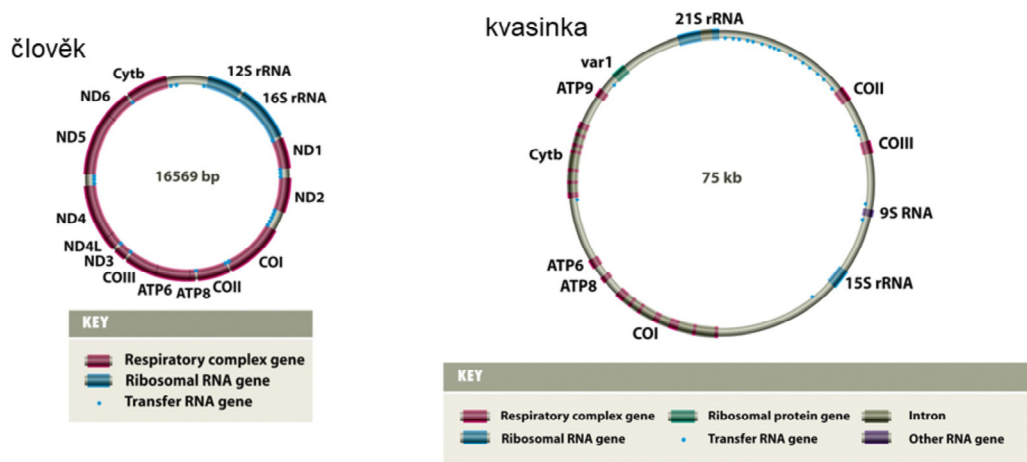 člověk
12S rRNA
16S rRNA
ND1
ND2
COI
COII
ATP8
ATP6
COIII
ND3
ND4L
ND4
ND5
ND6
Cytb
16569 bp
KEY
Respiratory complex gene
Ribosomal RNA gene
Transfer RNA gene
kvasinka
21S rRNA
COII
COIII
9S RNA
15S rRNA
COI
ATP8
ATP6
Cytb
ATP9
var1
75 kb
KEY
Respiratory complex gene
Ribosomal protein gene
Intron
Ribosomal RNA gene
Transfer RNA gene
Other RNA gene